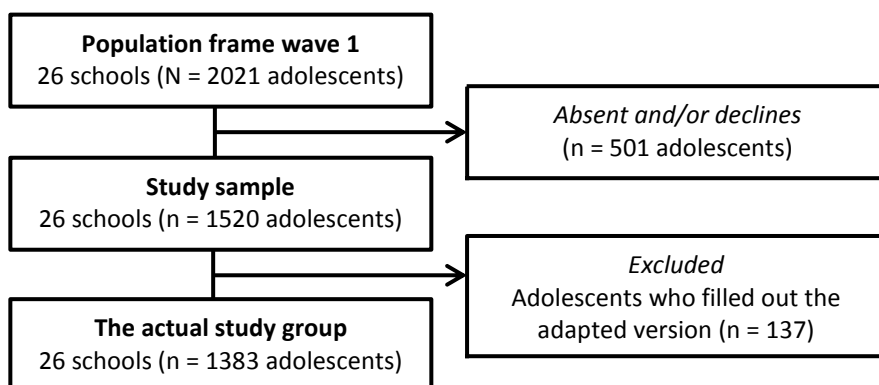 Population frame wave 1
26 schools (N = 2021 adolescents)
Absent and/or declines
(n = 501 adolescents)
Study sample
26 schools (n = 1520 adolescents)
Excluded
Adolescents who filled out the
adapted version (n = 137)
The actual study group
26 schools (n = 1383 adolescents)